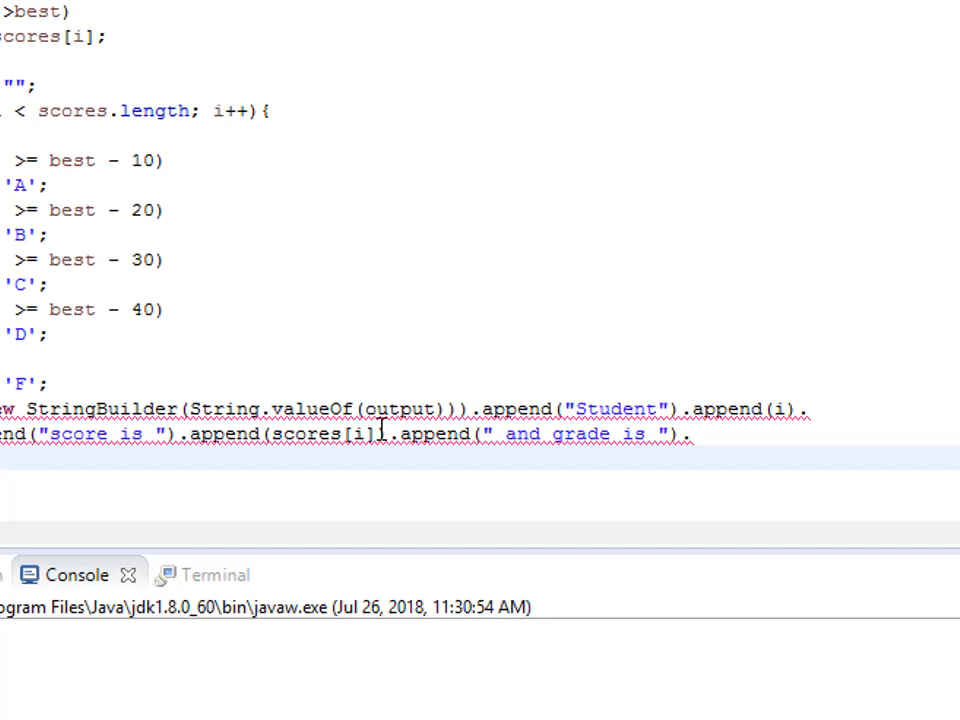 >best)
scores[i];
"";
< scores.length; i++){
>= best - 10)
'A';
>= best - 20)
'B';
>= best - 30)
'C';
>= best - 40)
'D';
'F';
ew StringBuilder(String.valueOf(output))).append("Student").append(i).
end("score is ").append(scores[i]).append(" and grade is ").
Console Terminal
ogram Files\Java\jdk1.8.0_60\bin\javaw.exe (Jul 26, 2018, 11:30:54 AM)